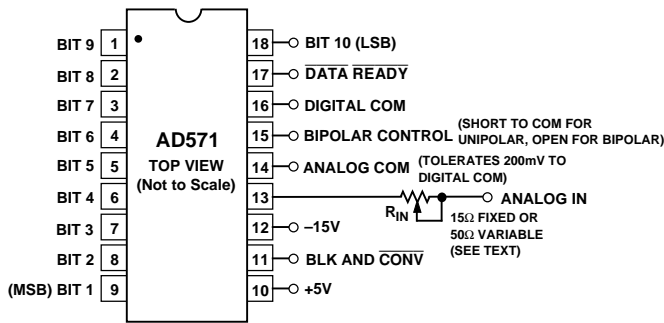 BIT 9 1
BIT 8 2
BIT 7 3
BIT 6 4
BIT 5 5
BIT 4 6
BIT 3 7
BIT 2 8
(MSB) BIT 1 9
AD571
TOP VIEW
(Not to Scale)
18 BIT 10 (LSB)
17 DATA READY
16 DIGITAL COM
15 BIPOLAR CONTROL (SHORT TO COM FOR
UNIPOLAR, OPEN FOR BIPOLAR)
14 ANALOG COM (TOLERATES 200mV TO
DIGITAL COM)
13 ANALOG IN
RIN
15Ω FIXED OR
50Ω VARIABLE
(SEE TEXT)
12 –15V
11 BLK AND CONV
10 +5V